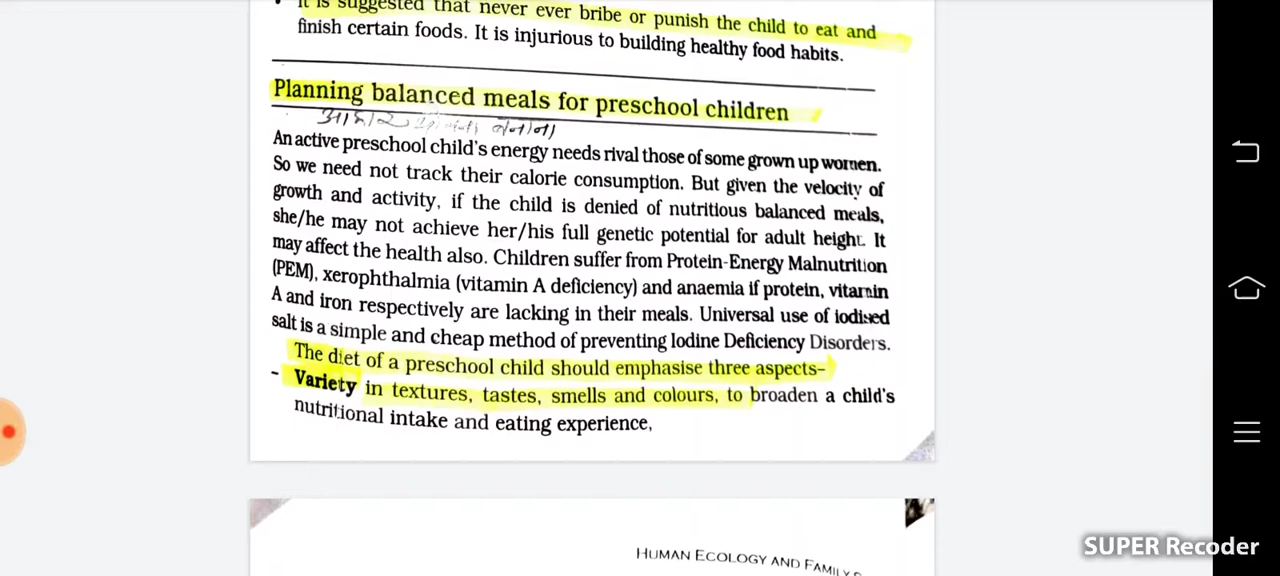 It is suggested that never ever bribe or punish the child to eat and
finish certain foods. It is injurious to building healthy food habits.
Planning balanced meals for preschool children
आहार
An active preschool child's energy needs rival those of some grown up women.
So we need not track their calorie consumption. But given the velocity of
growth and activity, if the child is denied of nutritious balanced meals,
she/he may not achieve her/his full genetic potential for adult height. It
may affect the health also. Children suffer from Protein-Energy Malnutrition
(PEM), xerophthalmia (vitamin A deficiency) and anaemia if protein, vitamin
A and iron respectively are lacking in their meals. Universal use of iodised
salt is a simple and cheap method of preventing Iodine Deficiency Disorders.
The diet of a preschool child should emphasise three aspects–
- Variety in textures, tastes, smells and colours, to broaden a child's
nutritional intake and eating experience,
HUMAN ECOLOGY AND FAMILY
SUPER Recoder